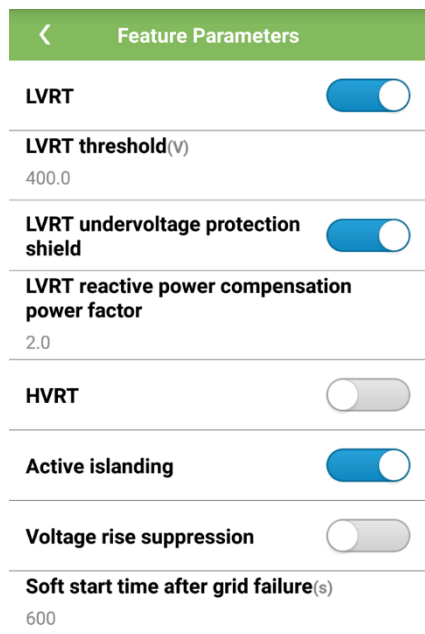 Feature Parameters
LVRT
LVRT threshold(V)
400.0
LVRT undervoltage protection
shield
LVRT reactive power compensation
power factor
2.0
HVRT
Active islanding
Voltage rise suppression
Soft start time after grid failure(s)
600